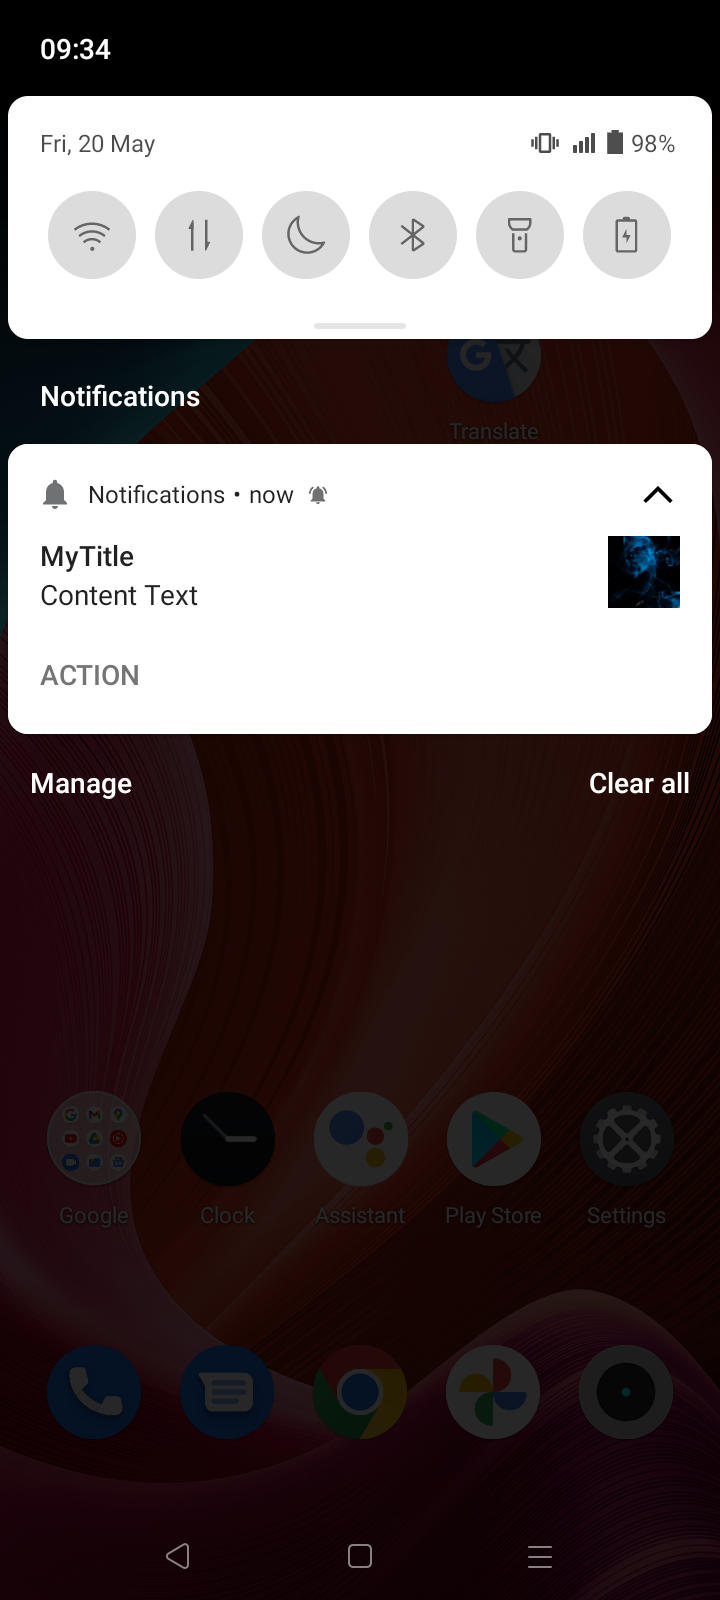 09:34
Fri, 20 May 98%
Translate
Notifications
Notifications • now
MyTitle
Content Text
ACTION
Manage Clear all
Google Clock Assistant Play Store Settings